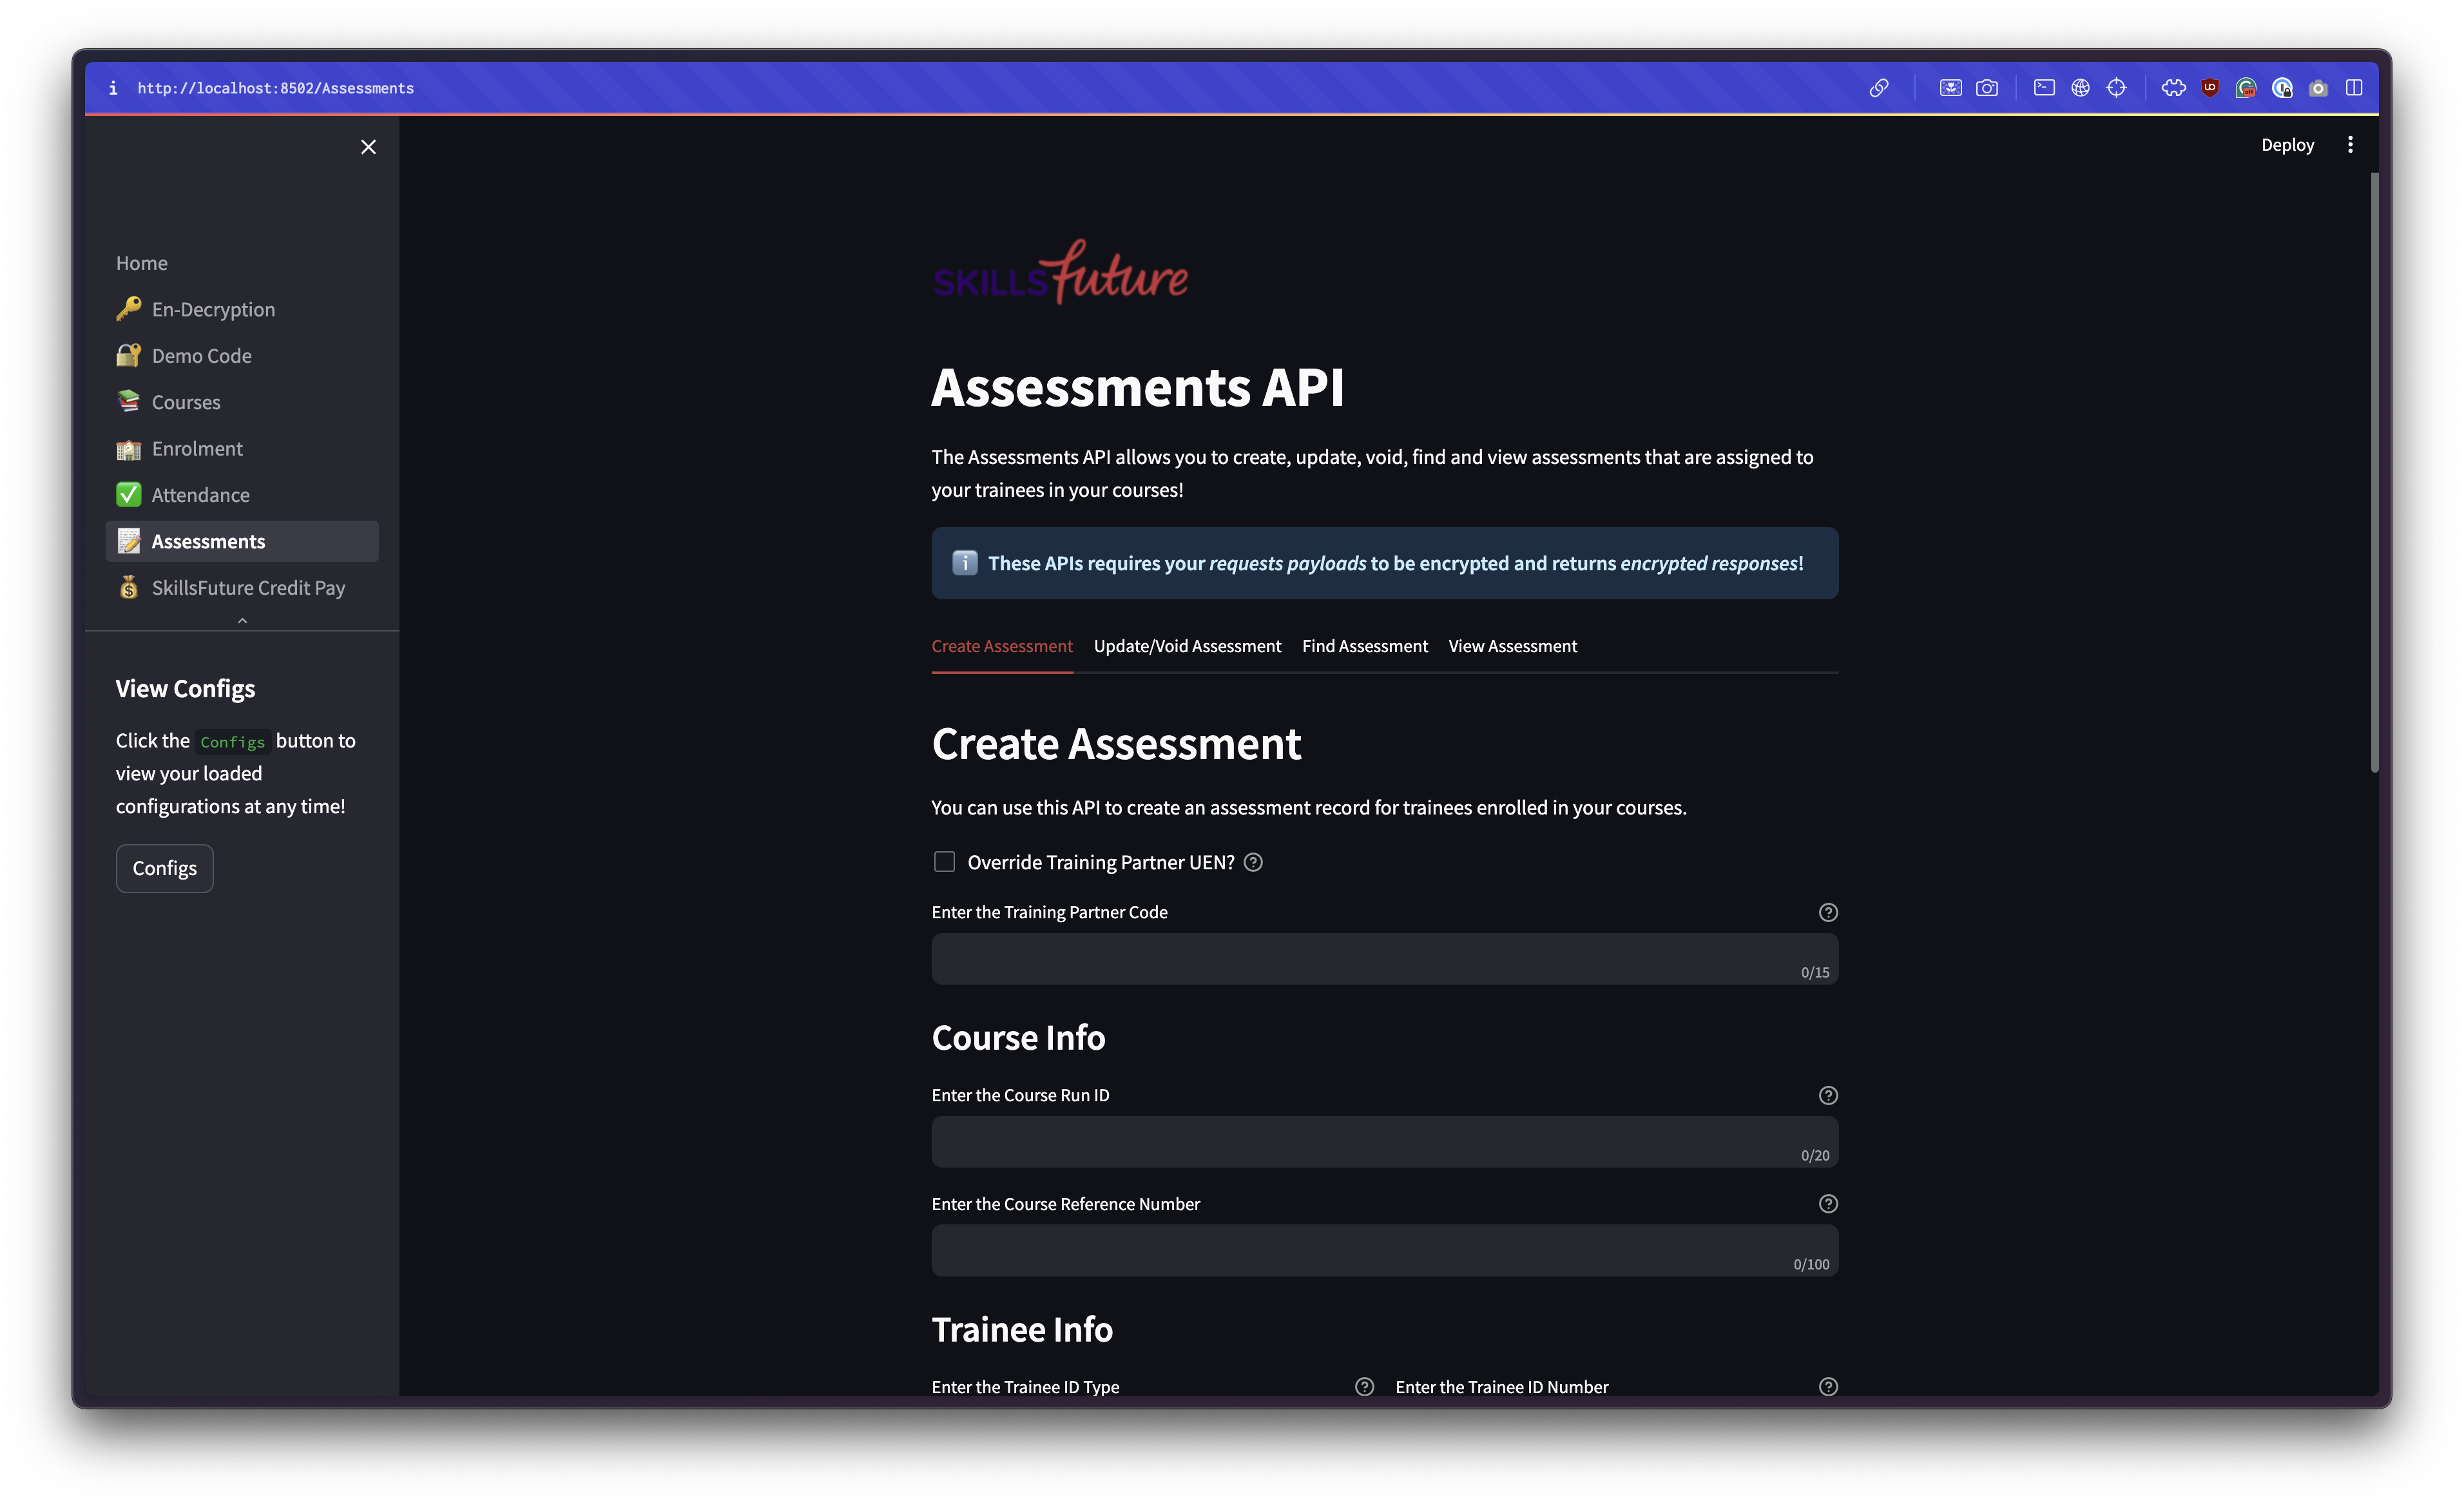 http://localhost:8502/Assessments
Deploy
Home
En-Decryption
Demo Code
Courses
Enrolment
Attendance
Assessments
SkillsFuture Credit Pay
View Configs
Click the Configs button to
view your loaded
configurations at any time!
Configs
SKILLSfuture
Assessments API
The Assessments API allows you to create, update, void, find and view assessments that are assigned to
your trainees in your courses!
These APIs requires your requests payloads to be encrypted and returns encrypted responses!
Create Assessment Update/Void Assessment Find Assessment View Assessment
Create Assessment
You can use this API to create an assessment record for trainees enrolled in your courses.
Override Training Partner UEN?
Enter the Training Partner Code
0/15
Course Info
Enter the Course Run ID
0/20
Enter the Course Reference Number
0/100
Trainee Info
Enter the Trainee ID Type Enter the Trainee ID Number